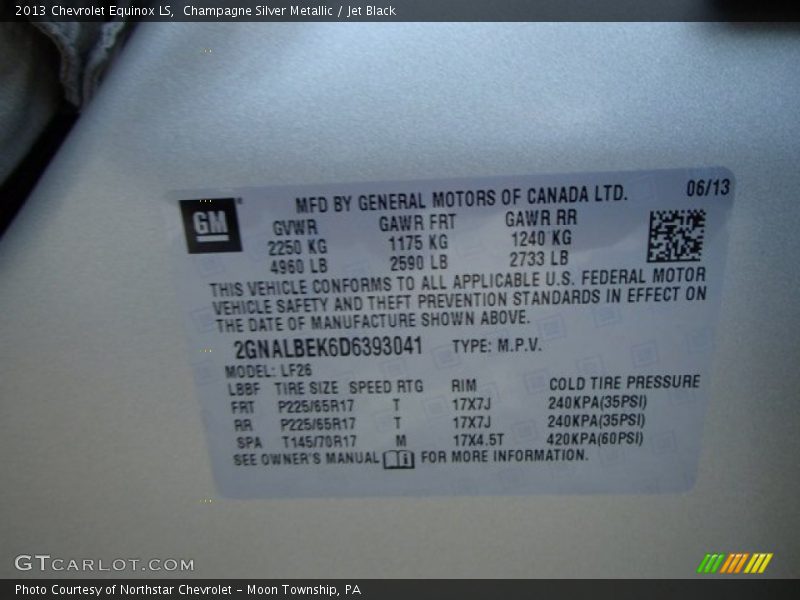 2013 Chevrolet Equinox LS,  Champagne Silver Metallic / Jet Black
GM
®
MFD BY GENERAL MOTORS OF CANADA LTD.
06/13
GVWR GAWR FRT GAWR RR
2250 KG 1175 KG 1240 KG
4960 LB 2590 LB 2733 LB
THIS VEHICLE CONFORMS TO ALL APPLICABLE U.S. FEDERAL MOTOR
VEHICLE SAFETY AND THEFT PREVENTION STANDARDS IN EFFECT ON
THE DATE OF MANUFACTURE SHOWN ABOVE.
2GNALBEK6D6393041 TYPE: M.P.V.
MODEL: LF26
LBBF TIRE SIZE SPEED RTG RIM COLD TIRE PRESSURE
FRT P225/65R17 T 17X7J 240KPA(35PSI)
RR P225/65R17 T 17X7J 240KPA(35PSI)
SPA T145/70R17 M 17X4.5T 420KPA(60PSI)
SEE OWNER'S MANUAL i FOR MORE INFORMATION.
GTCARLOT.COM
Photo Courtesy of Northstar Chevrolet - Moon Township, PA